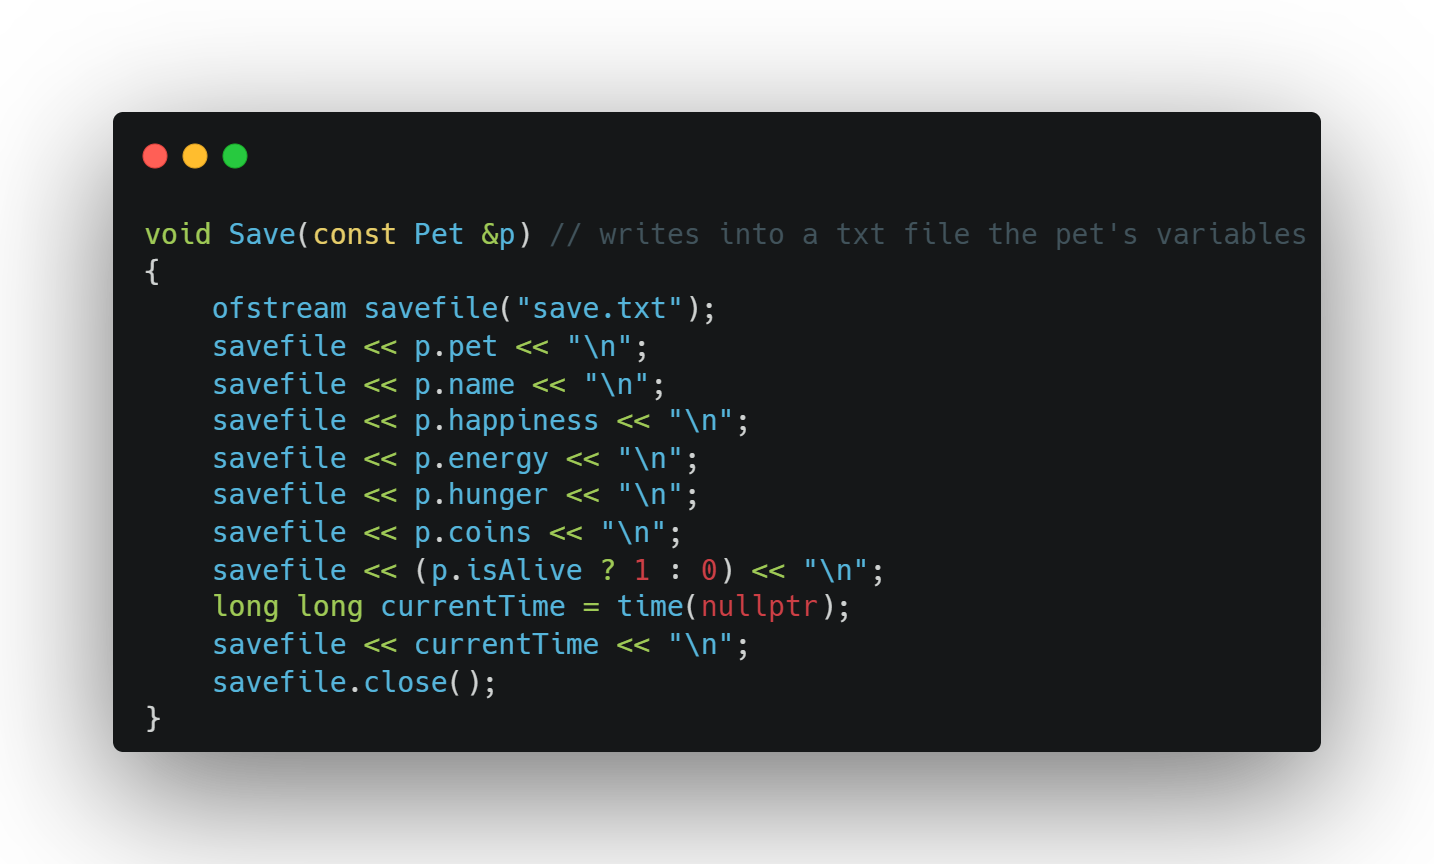 void Save(const Pet &p) // writes into a txt file the pet's variables
{
    ofstream savefile("save.txt");
    savefile << p.pet << "\n";
    savefile << p.name << "\n";
    savefile << p.happiness << "\n";
    savefile << p.energy << "\n";
    savefile << p.hunger << "\n";
    savefile << p.coins << "\n";
    savefile << (p.isAlive ? 1 : 0) << "\n";
    long long currentTime = time(nullptr);
    savefile << currentTime << "\n";
    savefile.close();
}